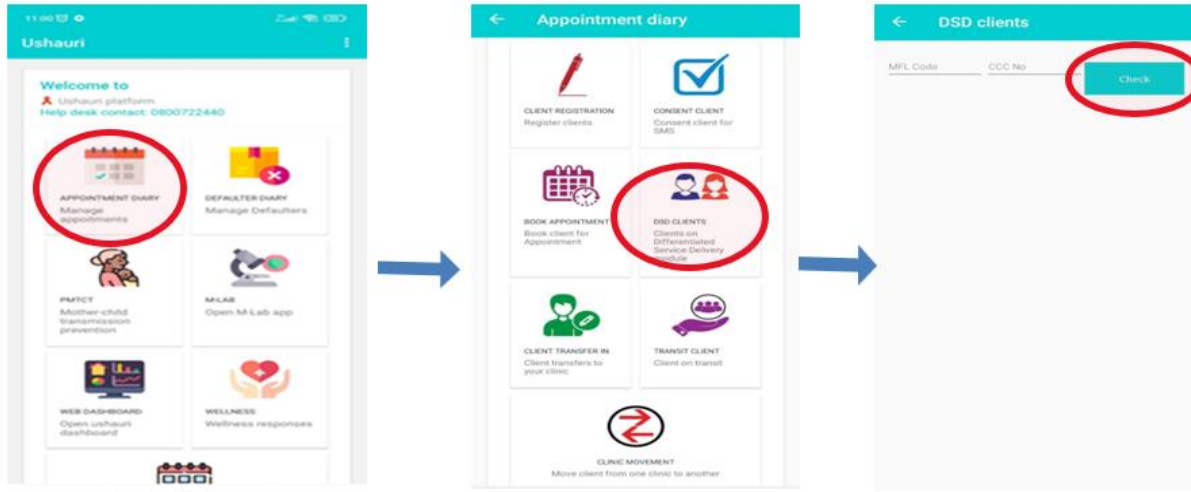 11:00
Ushauri
Welcome to
Ushauri platform
Help desk contact: 0800722440
APPOINTMENT DIARY
Manage
appoitments
DEFAULTER DIARY
Manage Defaulters
PMTCT
Mother-child
transmission
prevention
M-LAB
Open M-Lab app
WEB DASHBOARD
Open ushauri
dashboard
WELLNESS
Wellness responses
Appointment diary
CLIENT REGISTRATION
Register clients
CONSENT CLIENT
Consent client for
SMS
BOOK APPOINTMENT
Book client for
Appointment
DSD CLIENTS
Clients on
Differentiated
Service Delivery
module
CLIENT TRANSFER IN
Client transfers to
your clinic
TRANSIT CLIENT
Client on transit
CLINIC MOVEMENT
Move client from one clinic to another
DSD clients
MFL Code
CCC No
Check